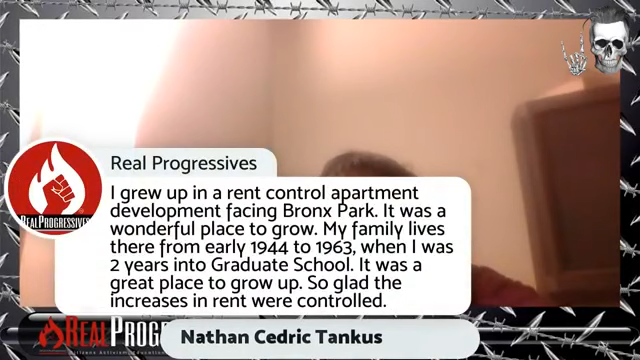 Real Progressives
I grew up in a rent control apartment
development facing Bronx Park. It was a
wonderful place to grow. My family lives
there from early 1944 to 1963, when I was
2 years into Graduate School. It was a
great place to grow up. So glad the
increases in rent were controlled.
REALPROGRESSIVES
REALPROGR
Nathan Cedric Tankus